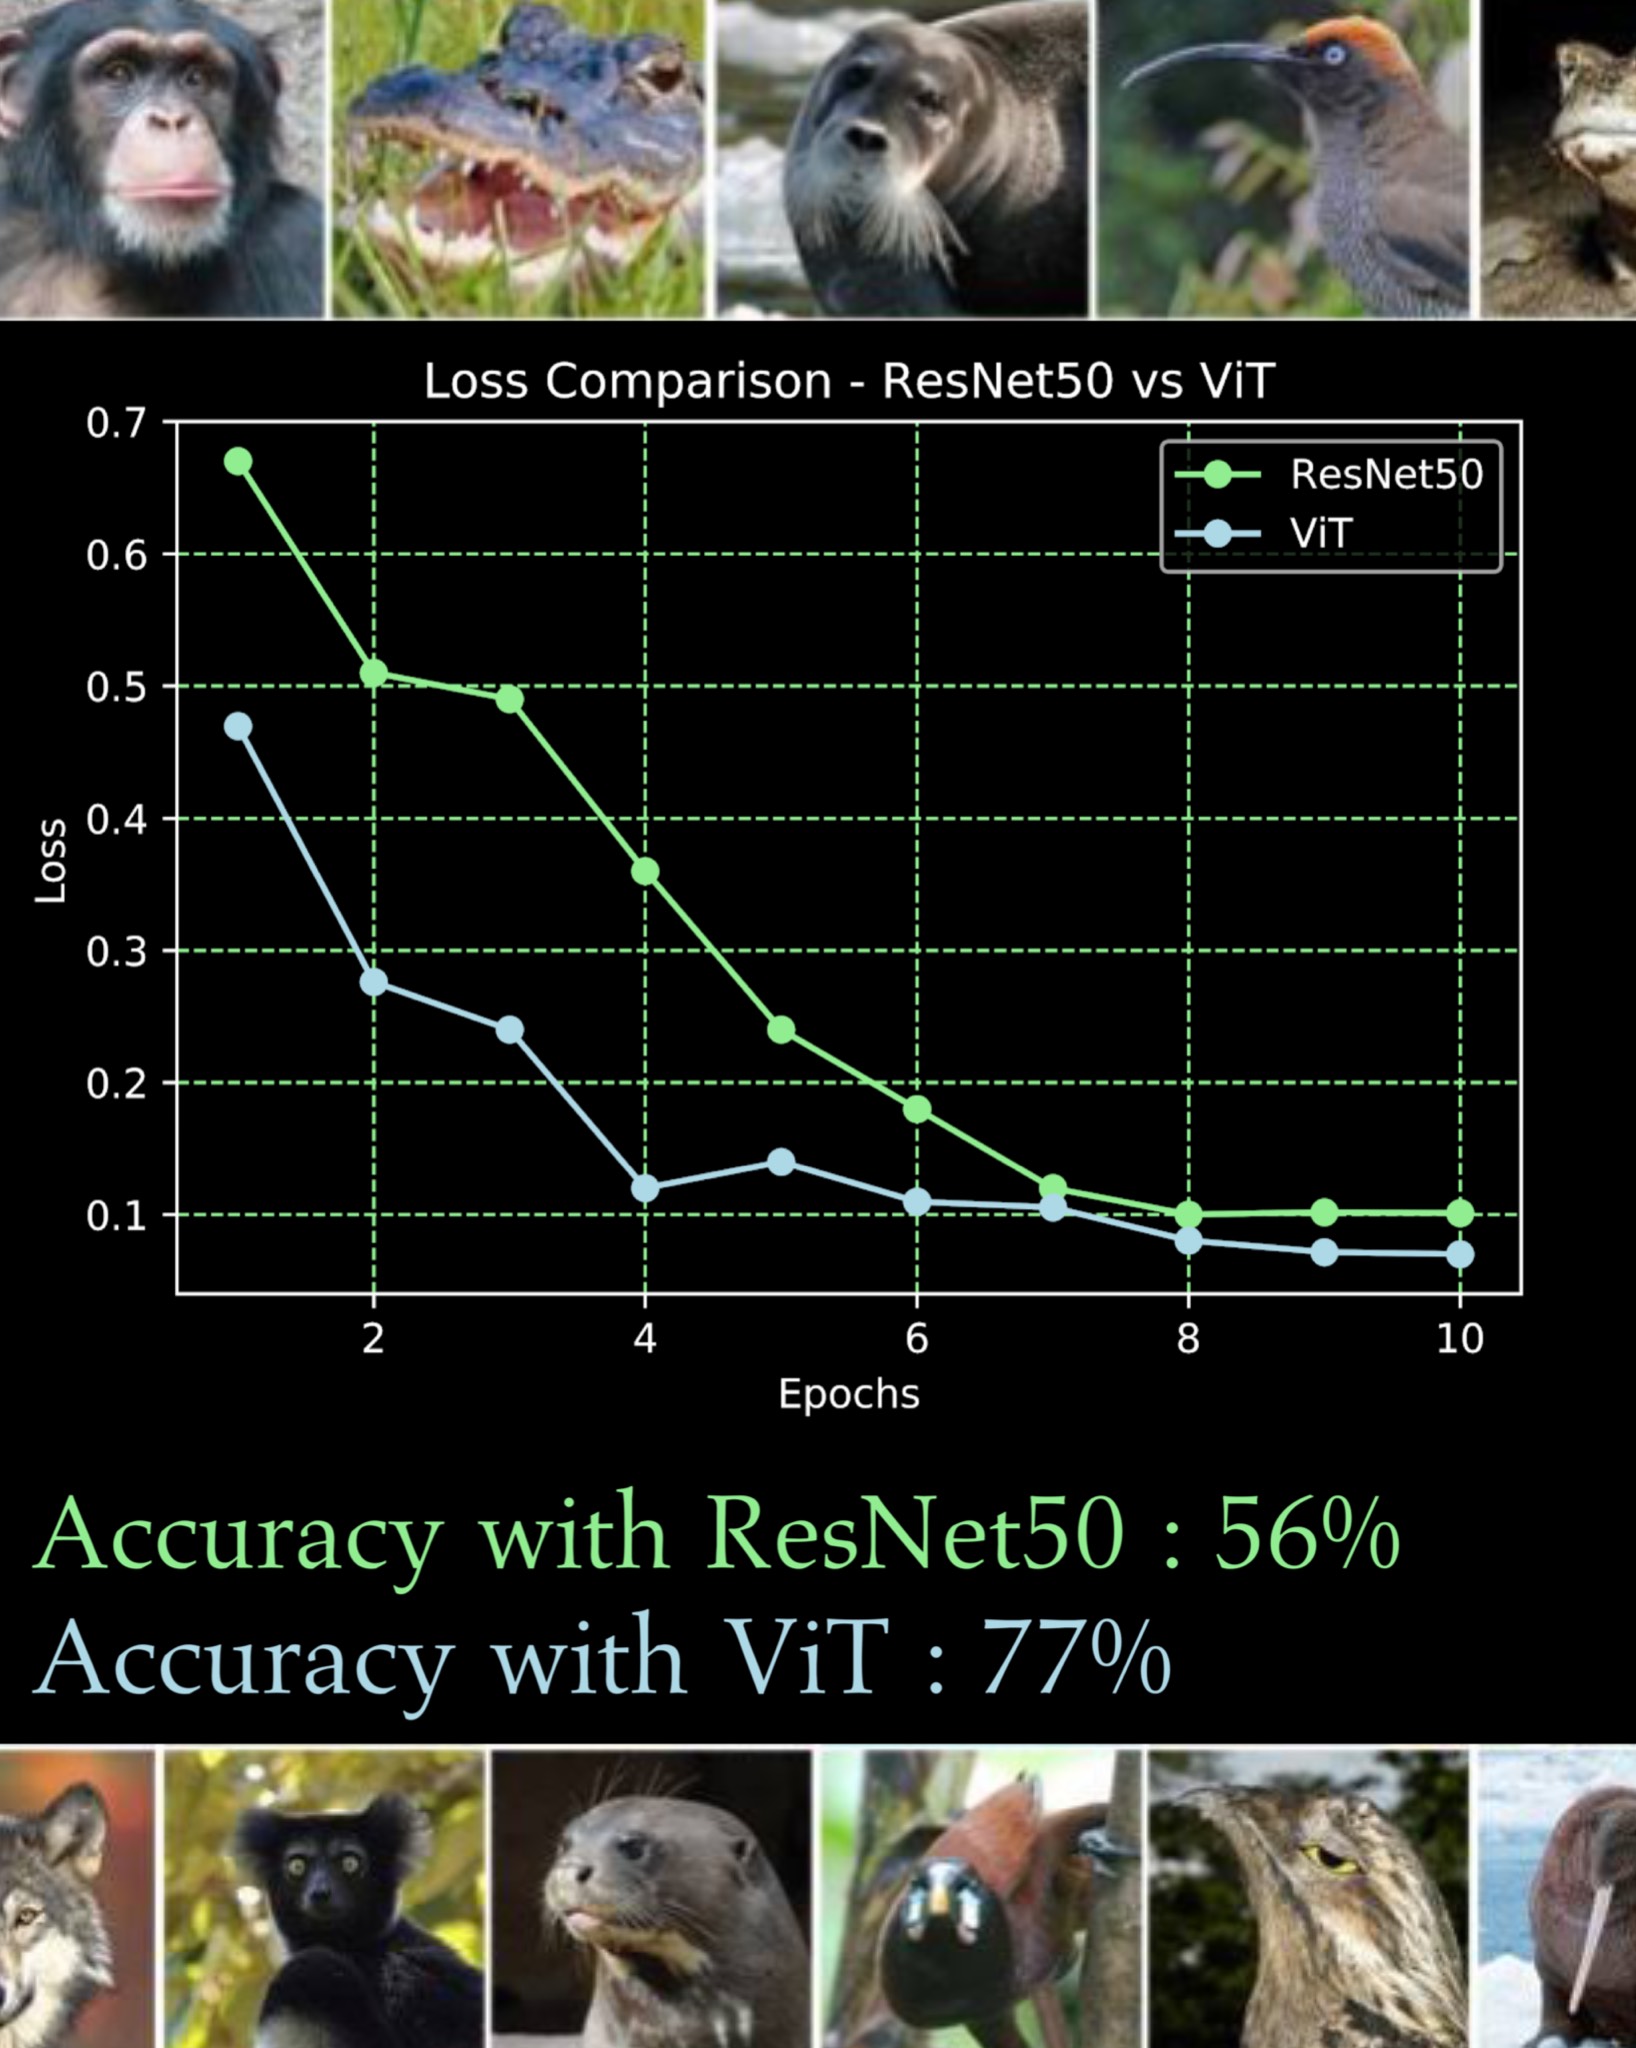 Loss Comparison - ResNet50 vs ViT
0.7
ResNet50
ViT
0.6
0.5
0.4
0.3
0.2
0.1
Loss
2 4 6 8 10
Epochs
Accuracy with ResNet50 : 56%
Accuracy with ViT : 77%